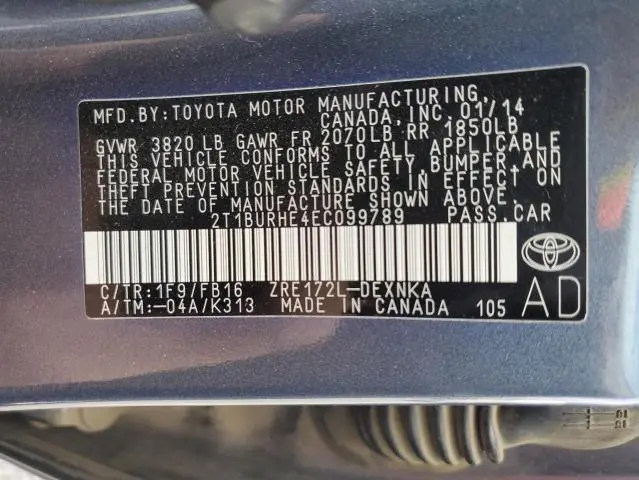 MFD.BY:TOYOTA MOTOR MANUFACTURING,
CANADA, INC. 01/14
GVWR 3820 LB GAWR FR 2070LB RR 1850LB
THIS VEHICLE CONFORMS TO ALL APPLICABLE
FEDERAL MOTOR VEHICLE SAFETY, BUMPER AND
THEFT PREVENTION STANDARDS IN EFFECT ON
THE DATE OF MANUFACTURE SHOWN ABOVE.
2T1BURHE4EC099789 PASS.CAR
C/TR:1F9/FB16 ZRE172L-DEXNKA
A/TM:-04A/K313 MADE IN CANADA 105
AD